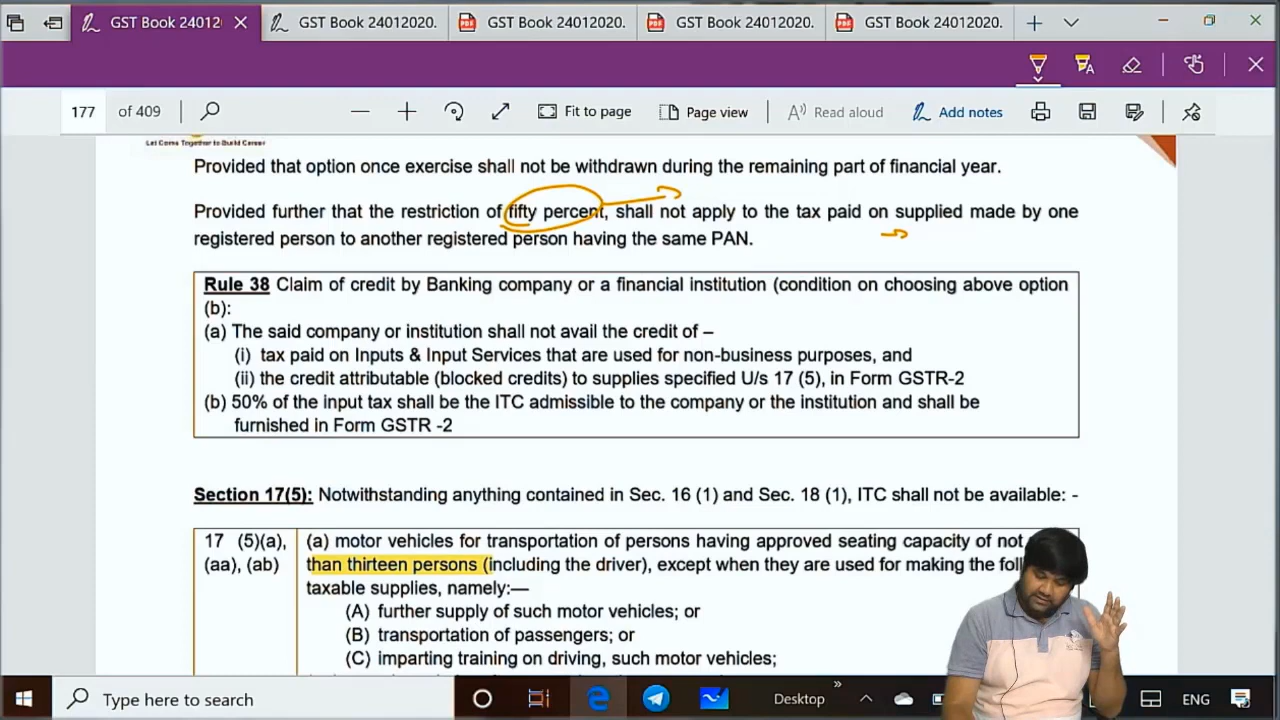 GST Book 24012
GST Book 24012020.
GST Book 24012020.
GST Book 24012020.
GST Book 24012020.
177 of 409
Fit to page
Page view
Read aloud
Add notes
Let Come Together to Build Career
Provided that option once exercise shall not be withdrawn during the remaining part of financial year.
Provided further that the restriction of fifty percent, shall not apply to the tax paid on supplied made by one
registered person to another registered person having the same PAN.
Rule 38 Claim of credit by Banking company or a financial institution (condition on choosing above option
(b):
(a) The said company or institution shall not avail the credit of –
(i) tax paid on Inputs & Input Services that are used for non-business purposes, and
(ii) the credit attributable (blocked credits) to supplies specified U/s 17 (5), in Form GSTR-2
(b) 50% of the input tax shall be the ITC admissible to the company or the institution and shall be
furnished in Form GSTR -2
Section 17(5): Notwithstanding anything contained in Sec. 16 (1) and Sec. 18 (1), ITC shall not be available: -
17 (5)(a), (a) motor vehicles for transportation of persons having approved seating capacity of not
(aa), (ab) than thirteen persons (including the driver), except when they are used for making the foll
taxable supplies, namely:—
(A) further supply of such motor vehicles; or
(B) transportation of passengers; or
(C) imparting training on driving, such motor vehicles;
Type here to search
Desktop
ENG